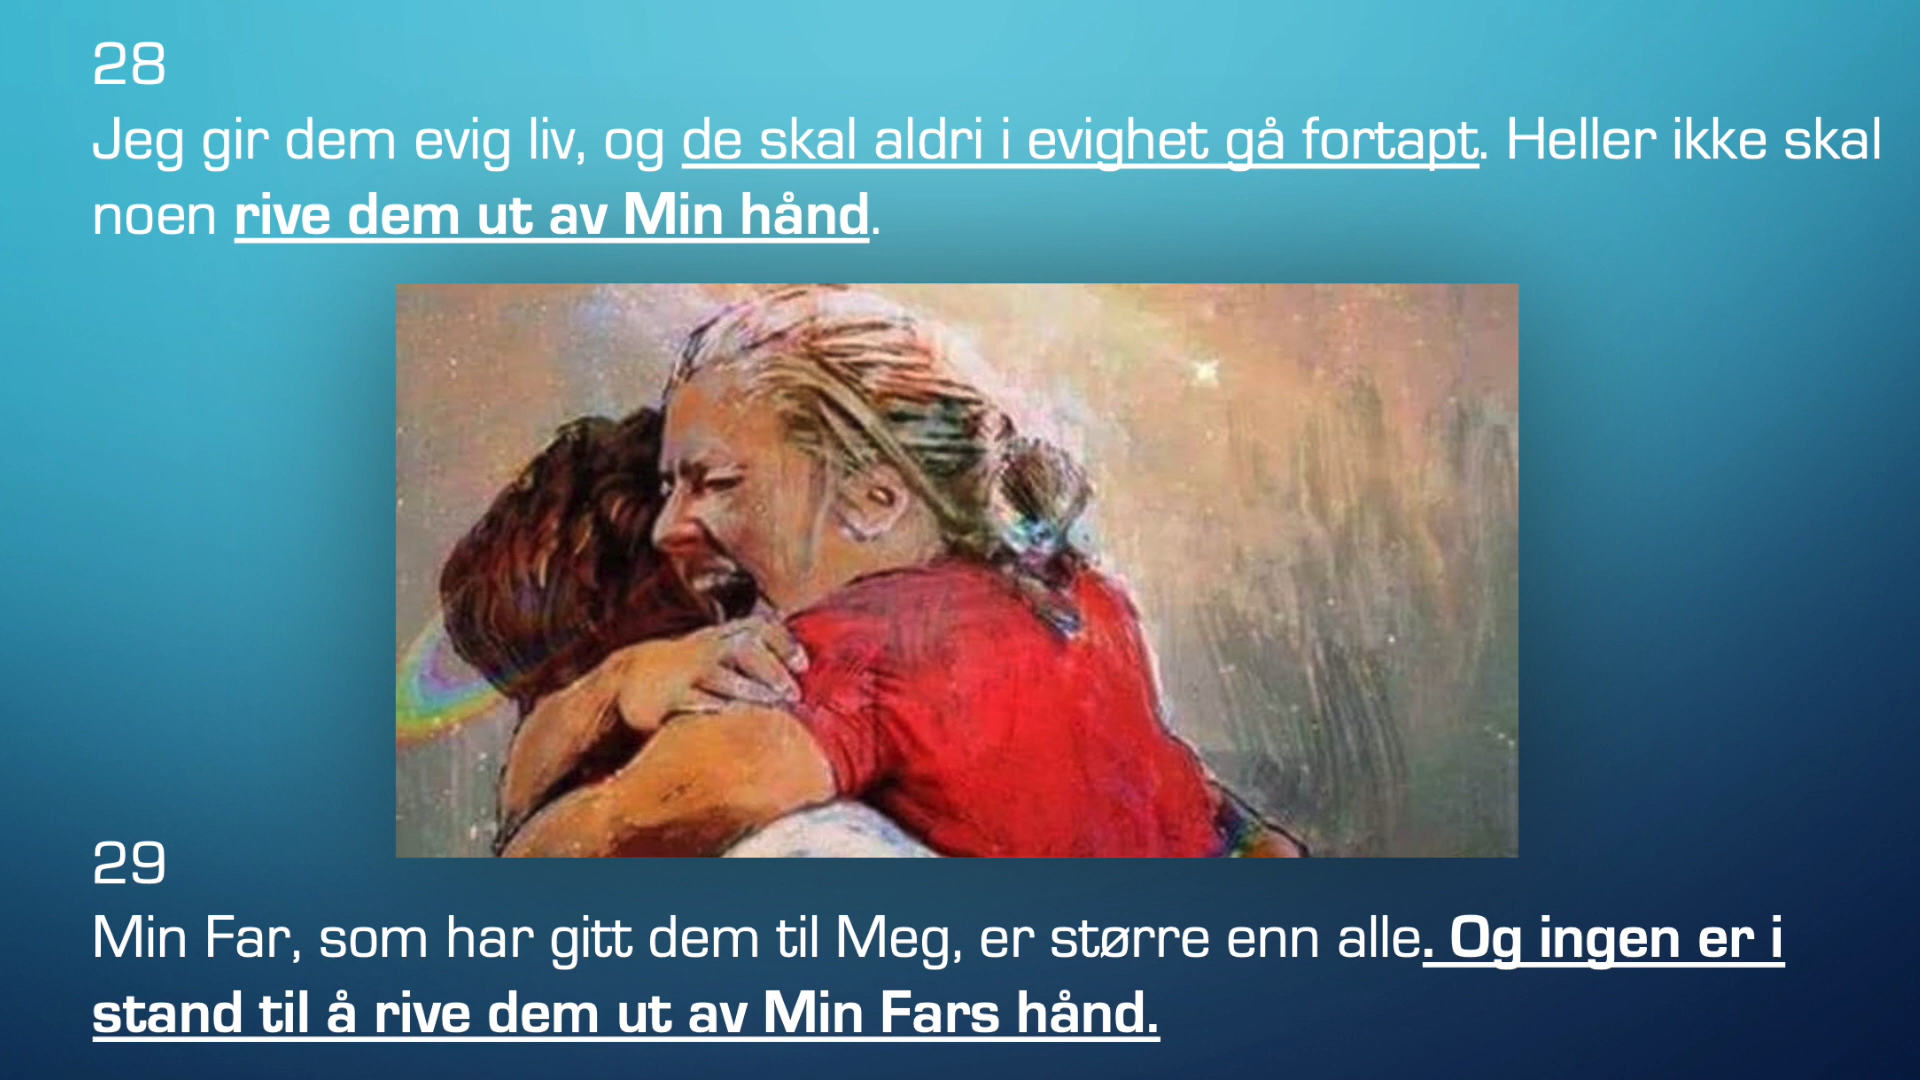 28
Jeg gir dem evig liv, og de skal aldri i evighet gå fortapt. Heller ikke skal
noen rive dem ut av Min hånd.
29
Min Far, som har gitt dem til Meg, er større enn alle. Og ingen er i
stand til å rive dem ut av Min Fars hånd.